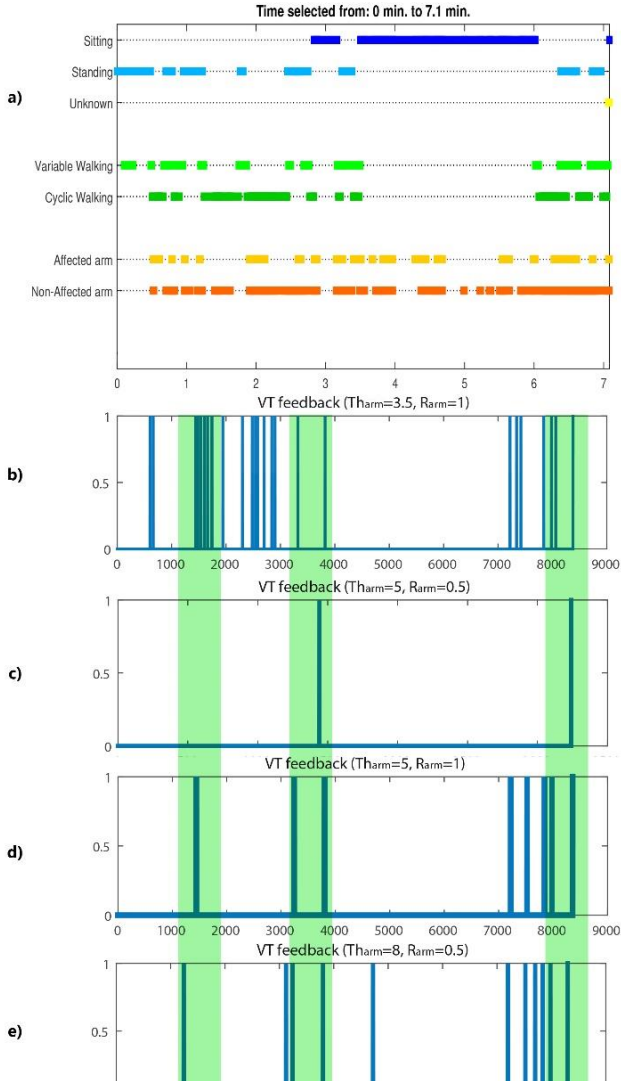 Time selected from: 0 min. to 7.1 min.
Sitting
Standing
a)
Unknown
Variable Walking
Cyclic Walking
Affected arm
Non-Affected arm
0 1 2 3 4 5 6 7
VT feedback (Tharm=3.5, Rarm=1)
1
b)
0.5
0
0 1000 2000 3000 4000 5000 6000 7000 8000 9000
VT feedback (Tharm=5, Rarm=0.5)
1
c)
0.5
0
VT feedback (Tharm=5, Rarm=1)
1
d)
0.5
0
0 1000 2000 3000 4000 5000 6000 7000 8000 9000
VT feedback (Tharm=8, Rarm=0.5)
1
e)
0.5